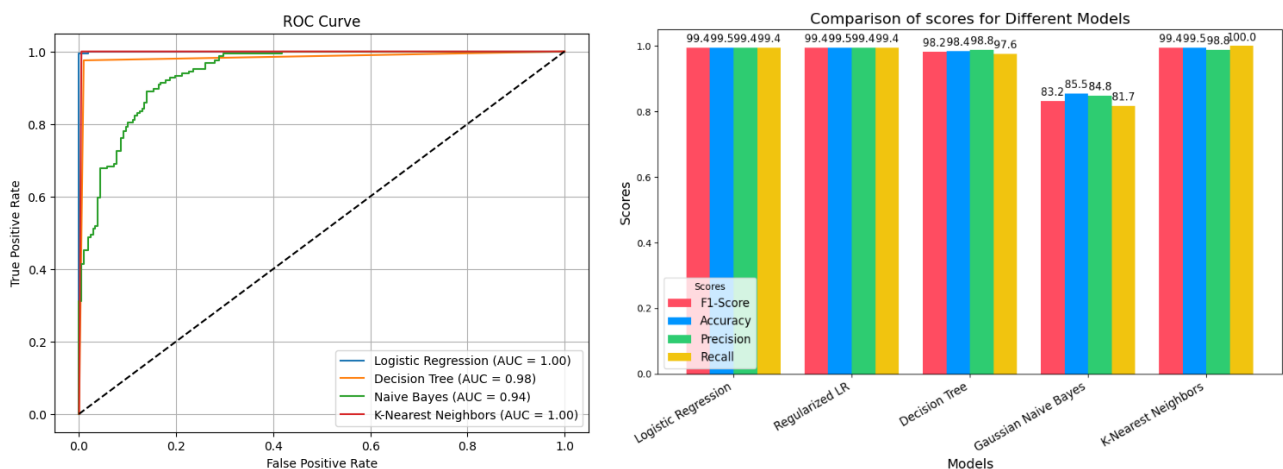 ROC Curve
True Positive Rate
1.0
0.8
0.6
0.4
0.2
0.0
0.0 0.2 0.4 0.6 0.8 1.0
False Positive Rate
Logistic Regression (AUC = 1.00)
Decision Tree (AUC = 0.98)
Naive Bayes (AUC = 0.94)
K-Nearest Neighbors (AUC = 1.00)
Comparison of scores for Different Models
Scores
1.0
0.8
0.6
0.4
0.2
0.0
99.4 99.5 99.4 99.4
99.4 99.5 99.4 99.4
98.2 98.4 98.8 97.6
83.2 85.5 84.8 81.7
99.4 99.5 98.8 100.0
Scores
F1-Score
Accuracy
Precision
Recall
Logistic Regression
Regularized LR
Decision Tree
Gaussian Naive Bayes
K-Nearest Neighbors
Models